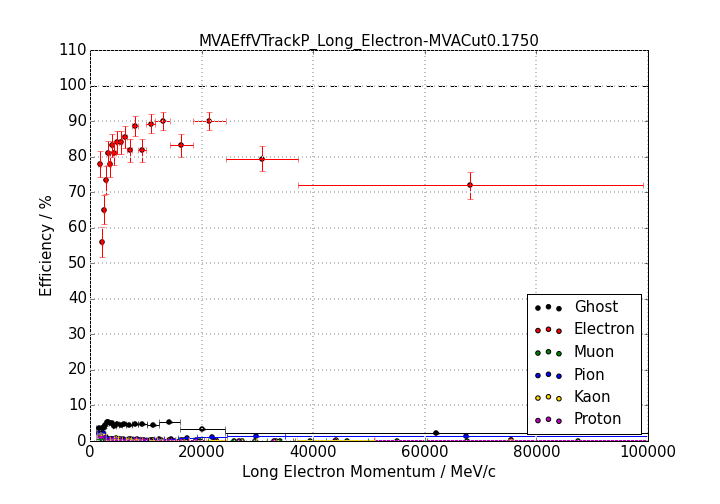 MVAEffVTrackP_Long_Electron-MVACut0.1750
110
100
90
80
70
60
50
40
30
20
10
0
Efficiency / %
Ghost
Electron
Muon
Pion
Kaon
Proton
0 20000 40000 60000 80000 100000
Long Electron Momentum / MeV/c